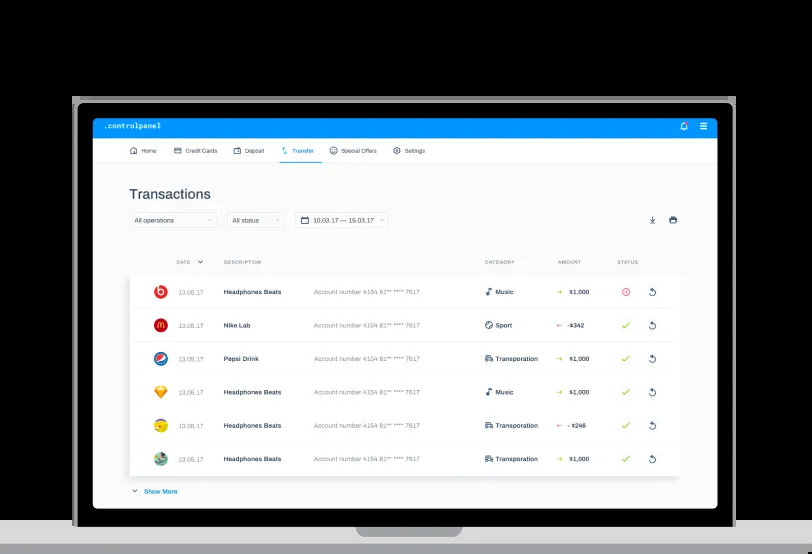 .controlpanel
Home Credit Cards Deposit Transfer Special Offers Settings
Transactions
All operations All status 10.03.17 — 15.03.17
DATE DESCRIPTION CATEGORY AMOUNT STATUS
13.05.17 Headphones Beats Account number 4154 81** **** 7617 Music $1,000
13.05.17 Nike Lab Account number 4154 81** **** 7617 Sport -$342
13.05.17 Pepsi Drink Account number 4154 81** **** 7617 Transporation $1,000
13.05.17 Headphones Beats Account number 4154 81** **** 7617 Music $1,000
13.05.17 Headphones Beats Account number 4154 81** **** 7617 Transporation - $246
13.05.17 Headphones Beats Account number 4154 81** **** 7617 Transporation $1,000
Show More